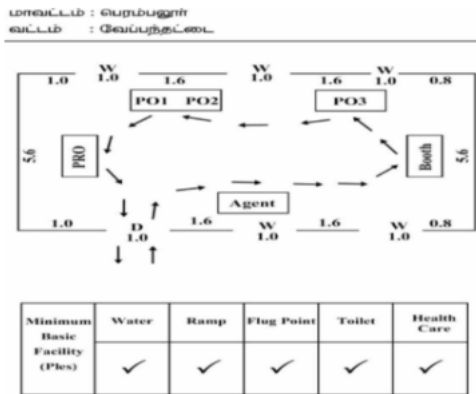 மாவட்டம் : பெரம்பலூர்
வட்டம் : வேப்பந்தட்டை
W W W
1.0 1.0 1.6 1.0 1.6 1.0 0.8
PO1 PO2 PO3
5.6 PRO Booth 5.6
Agent
1.0 D 1.6 W 1.6 W 0.8
1.0 1.0 1.0
Minimum Basic Facility (Ples) Water Ramp Flug Point Toilet Health Care
✓ ✓ ✓ ✓ ✓